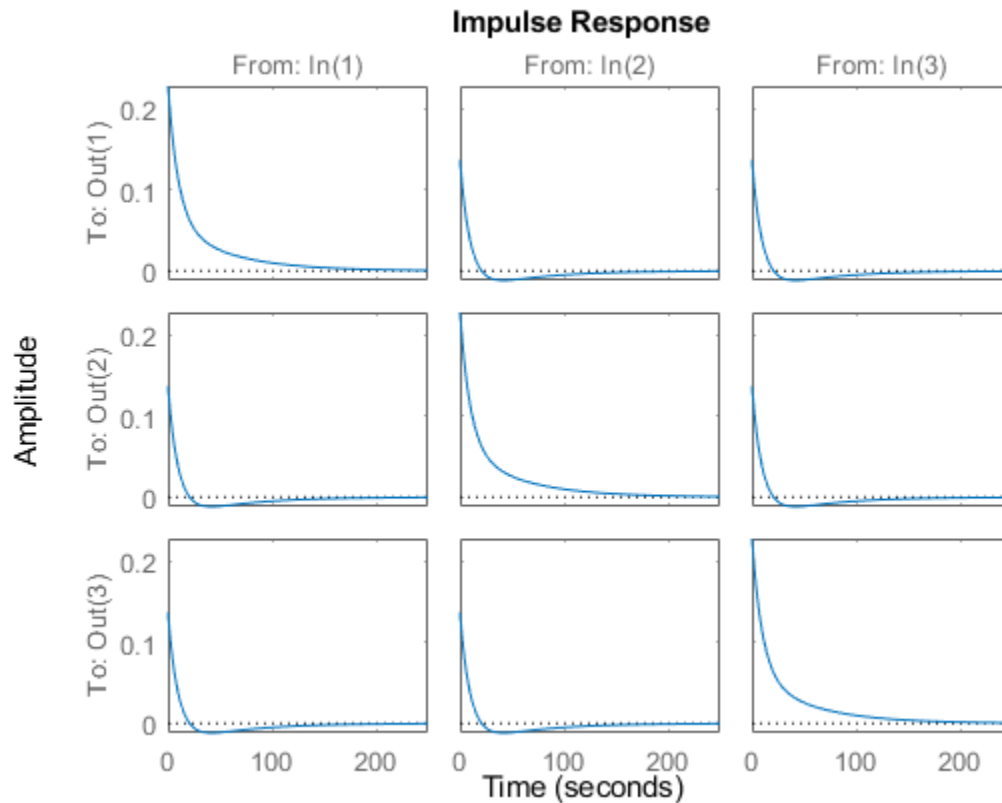 Impulse Response
From: In(1) From: In(2) From: In(3)
Amplitude
To: Out(1)
0.2
0.1
0
To: Out(2)
0.2
0.1
0
To: Out(3)
0.2
0.1
0
0 100 200 0 100 200 0 100 200
Time (seconds)